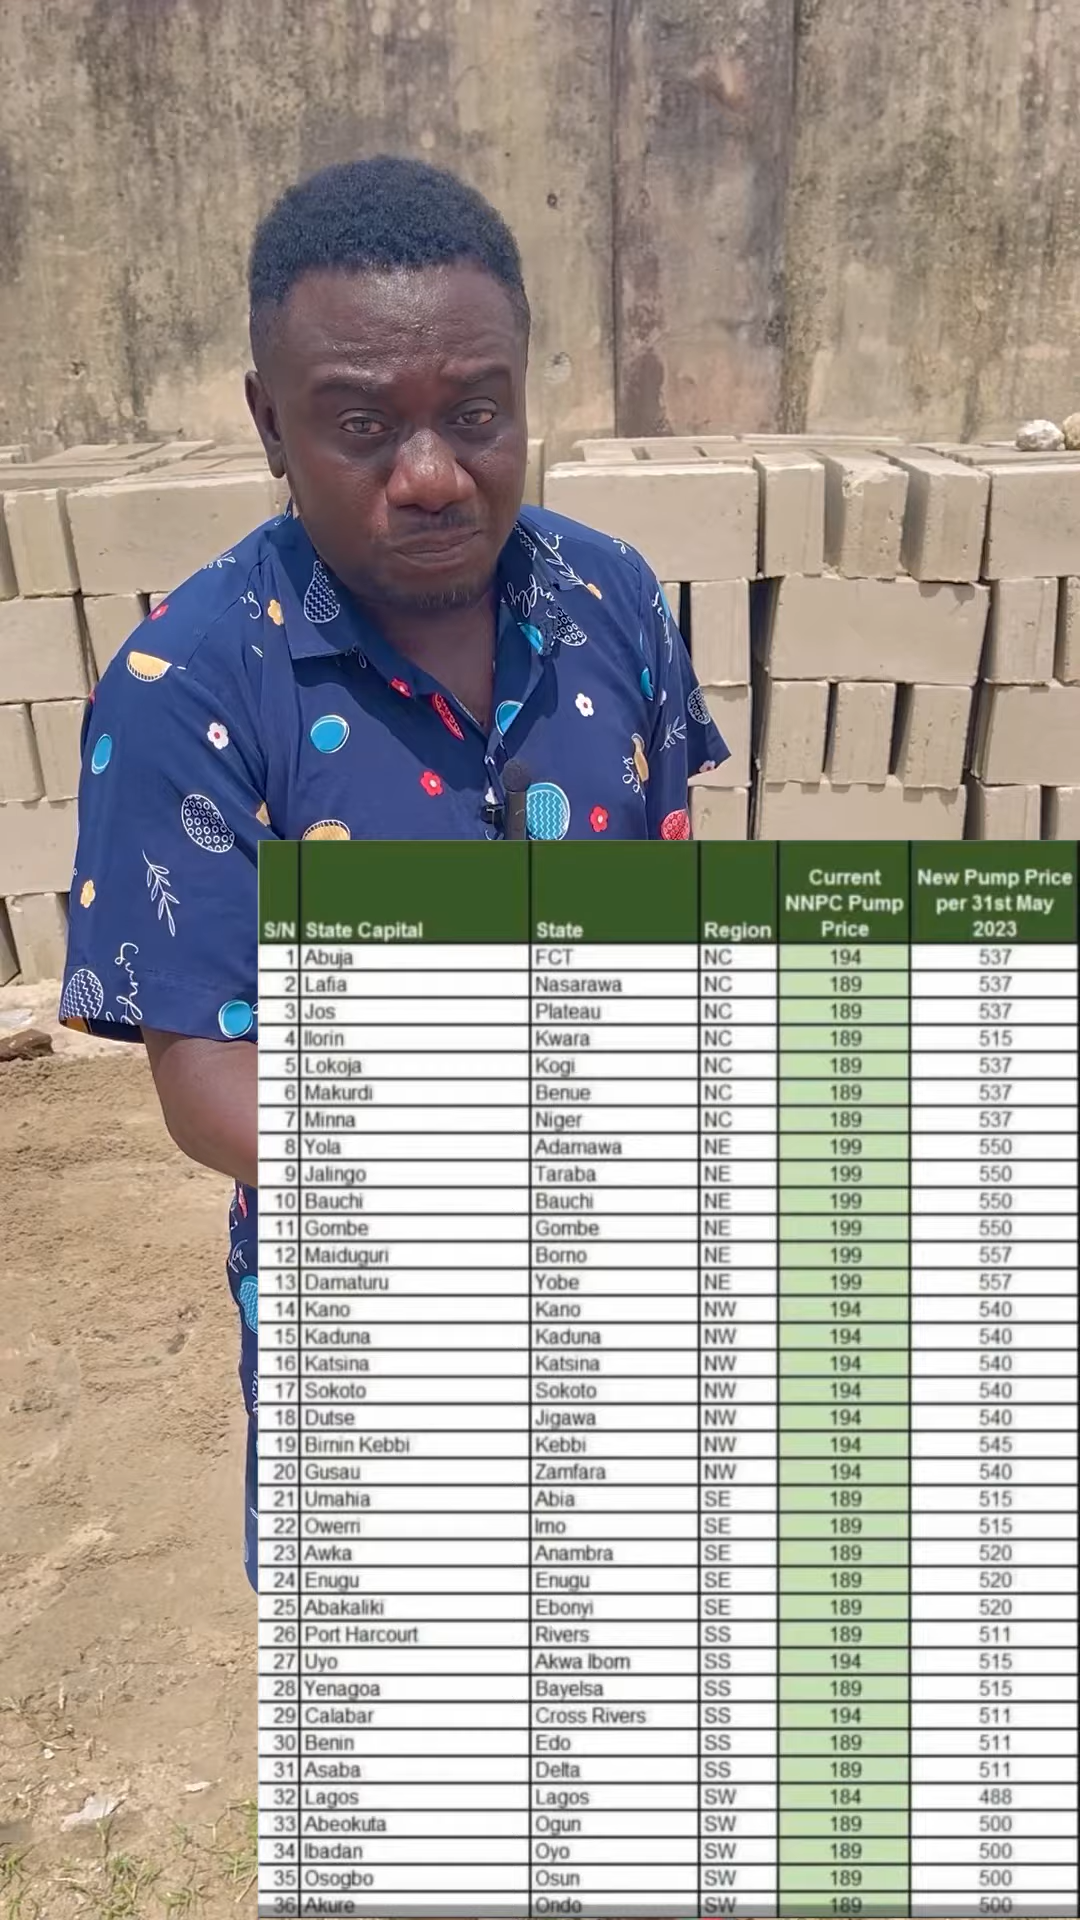 S/N State Capital State Region Current NNPC Pump Price New Pump Price per 31st May 2023
1 Abuja FCT NC 194 537
2 Lafia Nasarawa NC 189 537
3 Jos Plateau NC 189 537
4 Ilorin Kwara NC 189 515
5 Lokoja Kogi NC 189 537
6 Makurdi Benue NC 189 537
7 Minna Niger NC 189 537
8 Yola Adamawa NE 199 550
9 Jalingo Taraba NE 199 550
10 Bauchi Bauchi NE 199 550
11 Gombe Gombe NE 199 550
12 Maiduguri Borno NE 199 557
13 Damaturu Yobe NE 199 557
14 Kano Kano NW 194 540
15 Kaduna Kaduna NW 194 540
16 Katsina Katsina NW 194 540
17 Sokoto Sokoto NW 194 540
18 Dutse Jigawa NW 194 540
19 Birnin Kebbi Kebbi NW 194 545
20 Gusau Zamfara NW 194 540
21 Umahia Abia SE 189 515
22 Owerri Imo SE 189 515
23 Awka Anambra SE 189 520
24 Enugu Enugu SE 189 520
25 Abakaliki Ebonyi SE 189 520
26 Port Harcourt Rivers SS 189 511
27 Uyo Akwa Ibom SS 194 515
28 Yenagoa Bayelsa SS 189 515
29 Calabar Cross Rivers SS 194 511
30 Benin Edo SS 189 511
31 Asaba Delta SS 189 511
32 Lagos Lagos SW 184 488
33 Abeokuta Ogun SW 189 500
34 Ibadan Oyo SW 189 500
35 Osogbo Osun SW 189 500
36 Akure Ondo SW 189 500